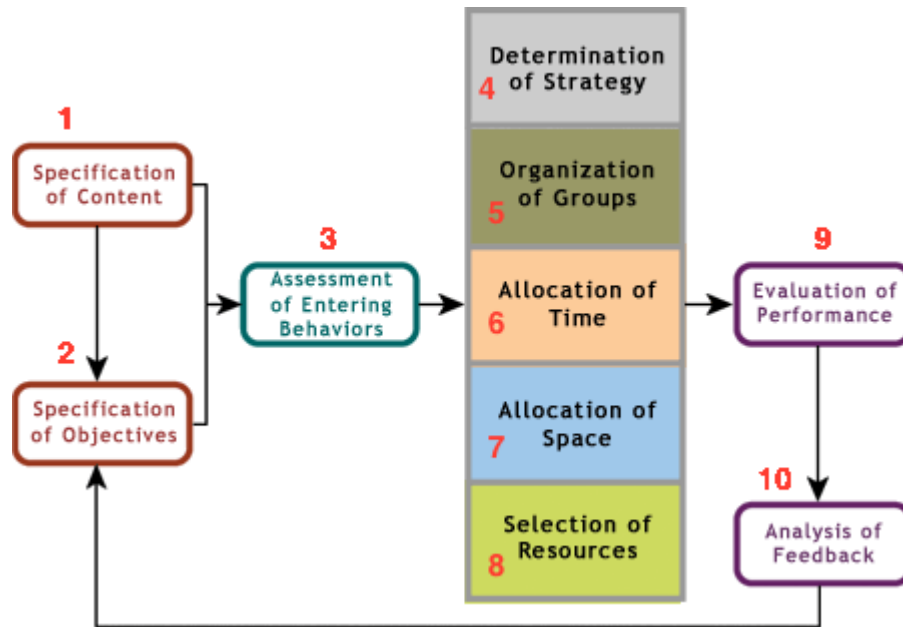 1
Specification
of Content
2
Specification
of Objectives
3
Assessment
of Entering
Behaviors
Determination
4 of Strategy
Organization
of Groups
5
Allocation of
6 Time
Allocation of
7 Space
Selection of
Resources
8
9
Evaluation of
Performance
10
Analysis of
Feedback